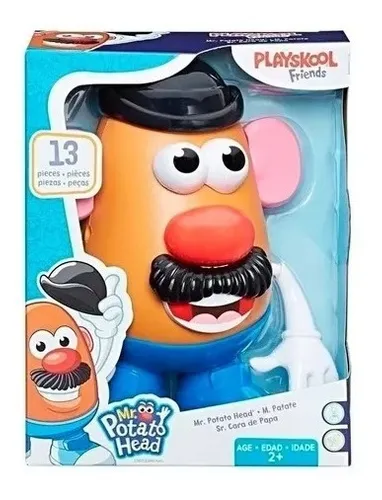 PLAYSKOOL
Friends
13
pieces • pièces
piezas • peças
Mr.
Potato
Head
Mr. Potato Head • M. Patate
Sr. Cara de Papa
AGE • EDAD • IDADE
2+